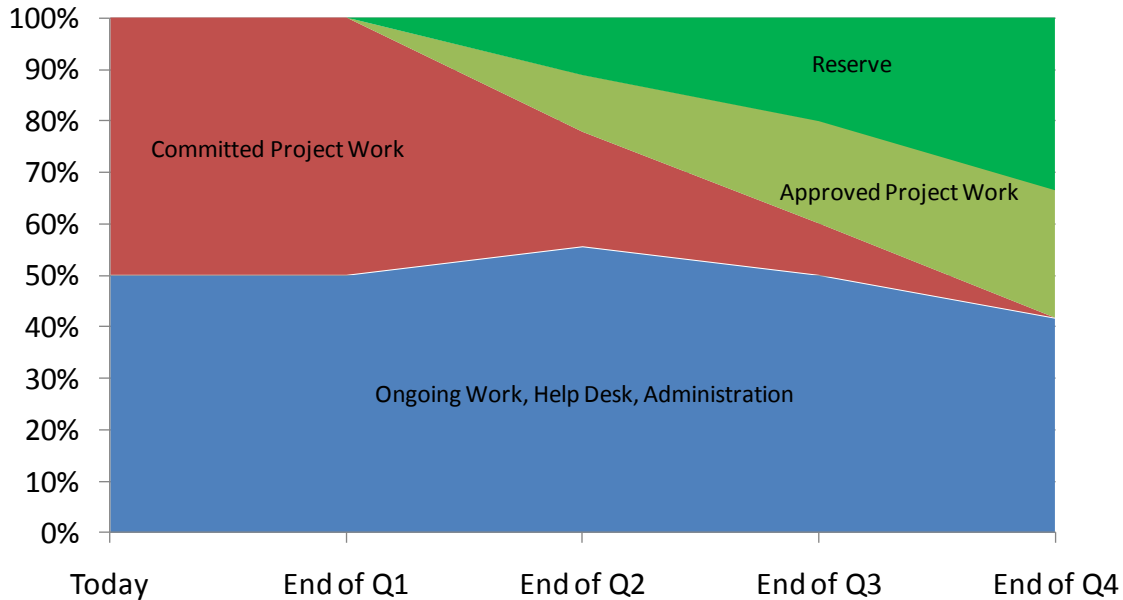 100%
90%
80%
70%
60%
50%
40%
30%
20%
10%
0%
Reserve
Committed Project Work
Approved Project Work
Ongoing Work, Help Desk, Administration
Today End of Q1 End of Q2 End of Q3 End of Q4